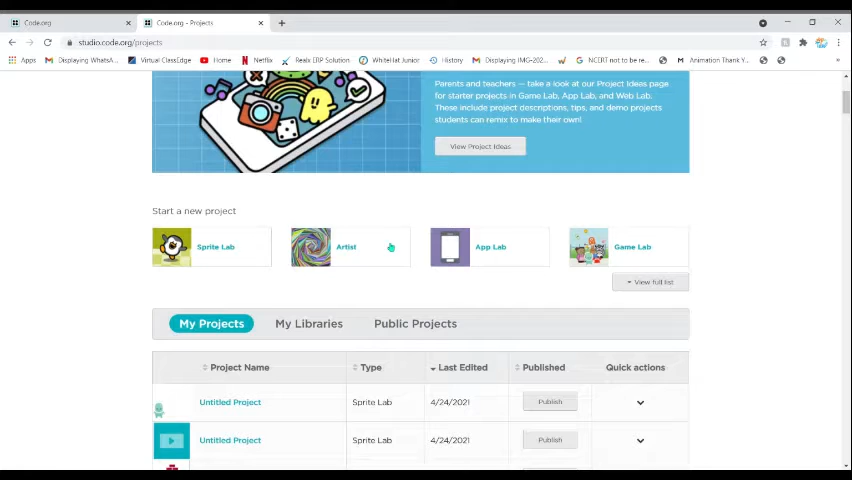 Code.org
Code.org - Projects
studio.code.org/projects
Apps
Displaying WhatsA...
Virtual ClassEdge
Home
Netflix
Realx ERP Solution
WhiteHat Junior
History
Displaying IMG-202...
NCERT not to be re...
Animation Thank Y...
Parents and teachers — take a look at our Project Ideas
page for starter projects in Game Lab, App Lab, and Web Lab.
These include project descriptions, tips, and demo projects
students can remix to make their own!
View Project Ideas
Start a new project
Sprite Lab
Artist
App Lab
Game Lab
View full list
My Projects
My Libraries
Public Projects
Project Name
Type
Last Edited
Published
Quick actions
Untitled Project
Sprite Lab
4/24/2021
Publish
Untitled Project
Sprite Lab
4/24/2021
Publish